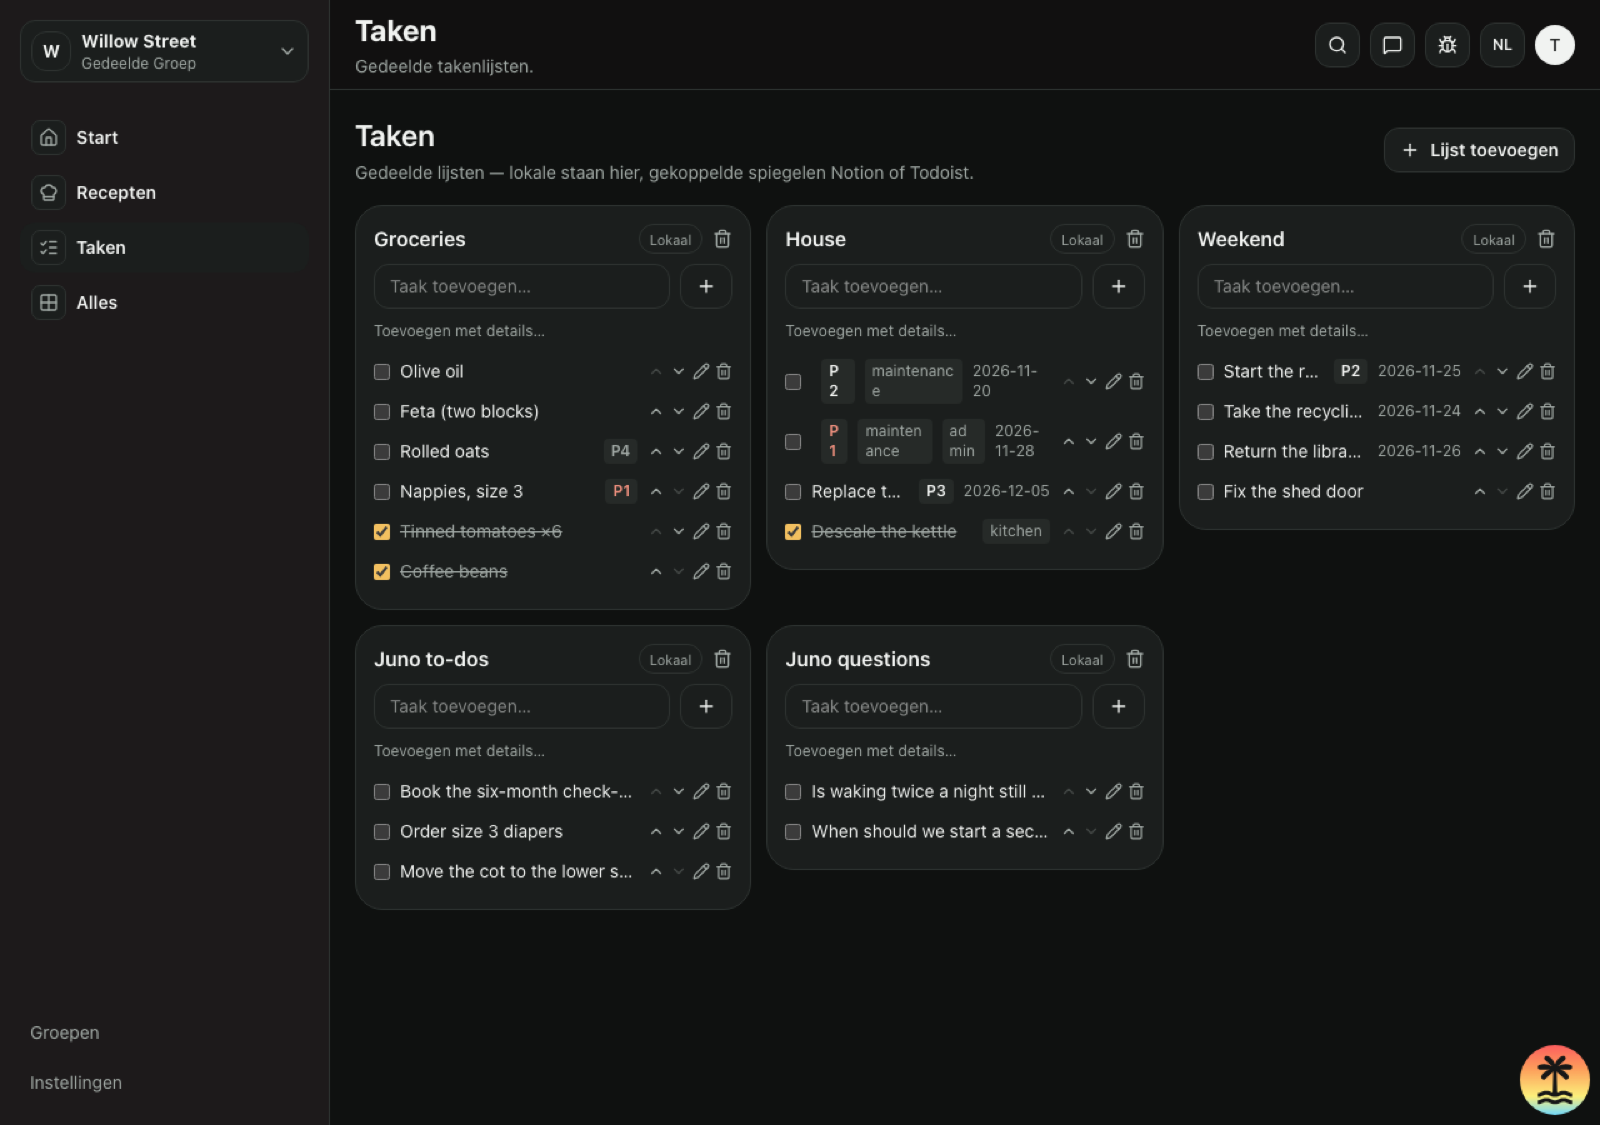 W
Willow Street
Gedeelde Groep
Start
Recepten
Taken
Alles
Groepen
Instellingen
Taken
Gedeelde takenlijsten.
NL
T
Taken
Gedeelde lijsten — lokale staan hier, gekoppelde spiegelen Notion of Todoist.
Lijst toevoegen
Groceries
Lokaal
Taak toevoegen...
Toevoegen met details...
Olive oil
Feta (two blocks)
Rolled oats P4
Nappies, size 3 P1
Tinned tomatoes ×6
Coffee beans
House
Lokaal
Taak toevoegen...
Toevoegen met details...
P maintenanc 2026-11-
2 e 20
P mainten ad 2026-
1 ance min 11-28
Replace t... P3 2026-12-05
Descale the kettle kitchen
Weekend
Lokaal
Taak toevoegen...
Toevoegen met details...
Start the r... P2 2026-11-25
Take the recycli... 2026-11-24
Return the libra... 2026-11-26
Fix the shed door
Juno to-dos
Lokaal
Taak toevoegen...
Toevoegen met details...
Book the six-month check-...
Order size 3 diapers
Move the cot to the lower s...
Juno questions
Lokaal
Taak toevoegen...
Toevoegen met details...
Is waking twice a night still ...
When should we start a sec...